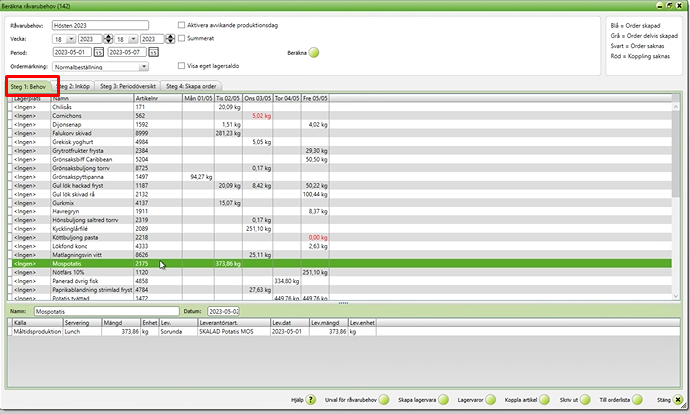 Beräkna råvarubehov (142)
Råvarubehov: Hösten 2023 Aktivera avvikande produktionsdag
Vecka: 18 2023 18 2023 Summerat
Period: 2023-05-01 15 2023-05-07 15 Beräkna
Ordermärkning: Normalbeställning Visa eget lagersaldo
Blå = Order skapad
Grå = Order delvis skapad
Svart = Order saknas
Röd = Koppling saknas
Steg 1: Behov Steg 2: Inköp Steg 3: Periodöversikt Steg 4: Skapa order
Lagerplats Namn Artikelnr Mån 01/05 Tis 02/05 Ons 03/05 Tor 04/05 Fre 05/05
<Ingen> Chilisås 171 20,09 kg
<Ingen> Cornichons 562 5,02 kg
<Ingen> Dijonsenap 1592 1,51 kg 4,02 kg
<Ingen> Falukorv skivad 8999 281,23 kg
<Ingen> Grekisk yoghurt 4984 5,05 kg
<Ingen> Grytrotfrukter frysta 2384 29,30 kg
<Ingen> Grönsaksbiff Caribbean 5204 50,50 kg
<Ingen> Grönsaksbuljong torrv 8725 0,17 kg
<Ingen> Grönsakspyttipanna 1497 94,27 kg
<Ingen> Gul lök hackad fryst 1187 20,09 kg 8,42 kg 50,22 kg
<Ingen> Gul lök skivad rå 2132 100,44 kg
<Ingen> Gurkmix 4137 15,07 kg
<Ingen> Havregryn 1911 8,37 kg
<Ingen> Hönsbuljong saltred torrv 2319 0,17 kg
<Ingen> Kycklinglårfilé 2089 251,10 kg
<Ingen> Köttbuljong pasta 2218 0,00 kg
<Ingen> Lökfond konc 4333 2,63 kg
<Ingen> Matlagningsvin vitt 8626 25,11 kg
<Ingen> Mospotatis 2175 373,86 kg
<Ingen> Nötfärs 10% 1120 251,10 kg
<Ingen> Panerad övrig fisk 4858 334,80 kg
<Ingen> Paprikablandning strimlad fryst 4784 27,63 kg
<Ingen> Potatis tvättad 1472 449,76 kg 449,76 kg
Namn: Mospotatis Datum: 2023-05-02
Källa Servering Mängd Enhet Lev. Leverantörsart. Lev.dat Lev.mängd Lev.enhet
Måltidsproduktion Lunch 373,86 kg Sorunda SKALAD Potatis MOS 2023-05-01 373,86 kg
Hjälp ? Urval för råvarubehov Skapa lagervara Lagervaror Koppla artikel Skriv ut Till orderlista Stäng